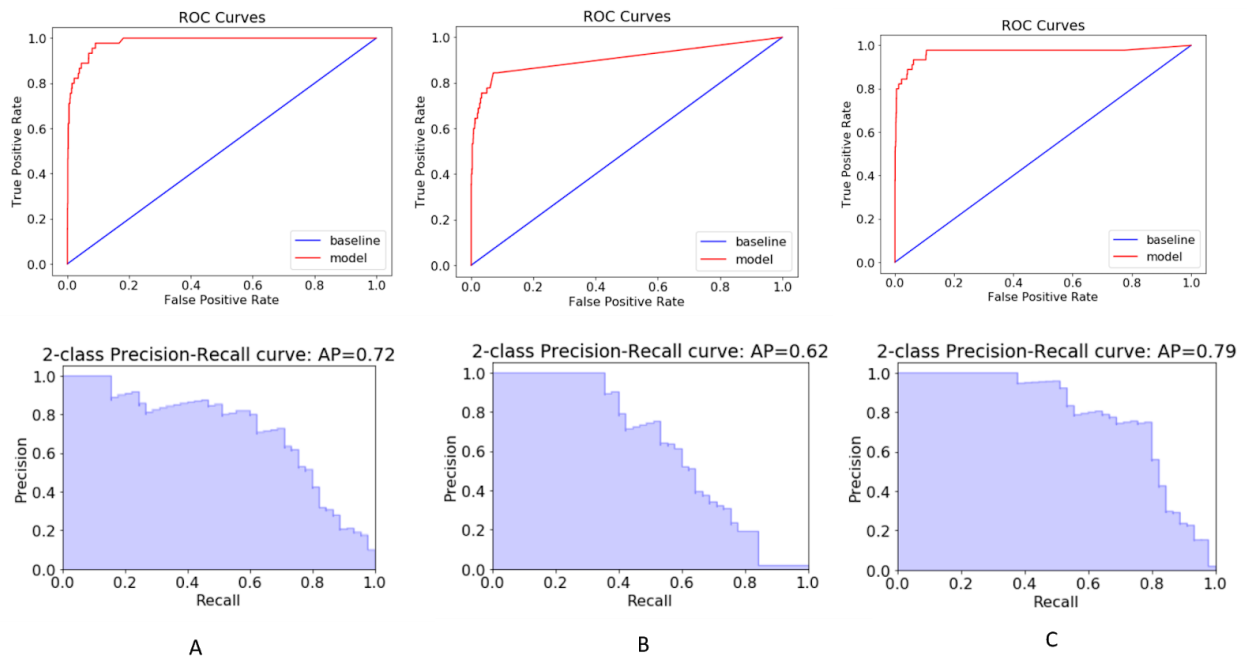 ROC Curves
1.0
0.8
0.6
0.4
0.2
0.0
True Positive Rate
baseline
model
0.0 0.2 0.4 0.6 0.8 1.0
False Positive Rate
ROC Curves
1.0
0.8
0.6
0.4
0.2
0.0
True Positive Rate
baseline
model
0.0 0.2 0.4 0.6 0.8 1.0
False Positive Rate
ROC Curves
1.0
0.8
0.6
0.4
0.2
0.0
True Positive Rate
baseline
model
0.0 0.2 0.4 0.6 0.8 1.0
False Positive Rate
2-class Precision-Recall curve: AP=0.72
1.0
0.8
0.6
0.4
0.2
0.0
Precision
0.0 0.2 0.4 0.6 0.8 1.0
Recall
2-class Precision-Recall curve: AP=0.62
1.0
0.8
0.6
0.4
0.2
0.0
Precision
0.0 0.2 0.4 0.6 0.8 1.0
Recall
2-class Precision-Recall curve: AP=0.79
1.0
0.8
0.6
0.4
0.2
0.0
Precision
0.0 0.2 0.4 0.6 0.8 1.0
Recall
A
B
C